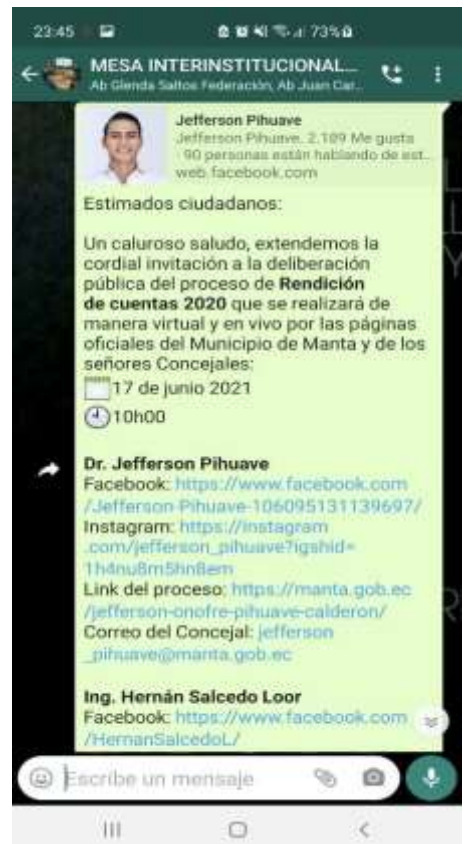 23:45
73%
MESA INTERINSTITUCIONAL...
Ab Glenda Saltos Federación, Ab Juan Car...
Jefferson Pihuave
Jefferson Pihuave. 2.189 Me gusta
· 90 personas están hablando de est...
web.facebook.com
Estimados ciudadanos:
Un caluroso saludo, extendemos la
cordial invitación a la deliberación
pública del proceso de Rendición
de cuentas 2020 que se realizará de
manera virtual y en vivo por las páginas
oficiales del Municipio de Manta y de los
señores Concejales:
17 de junio 2021
10h00
Dr. Jefferson Pihuave
Facebook: https://www.facebook.com
/Jefferson-Pihuave-106095131139697/
Instagram: https://instagram
.com/jefferson_pihuave?igshid=
Link del proceso: https://manta.gob.ec
/jefferson-onofre-pihuave-calderon/
Correo del Concejal: jefferson
_pihuave@manta.gob.ec
Ing. Hernán Salcedo Loor
Facebook: https://www.facebook.com
/HernanSalcedoL/
Escribe un mensaje